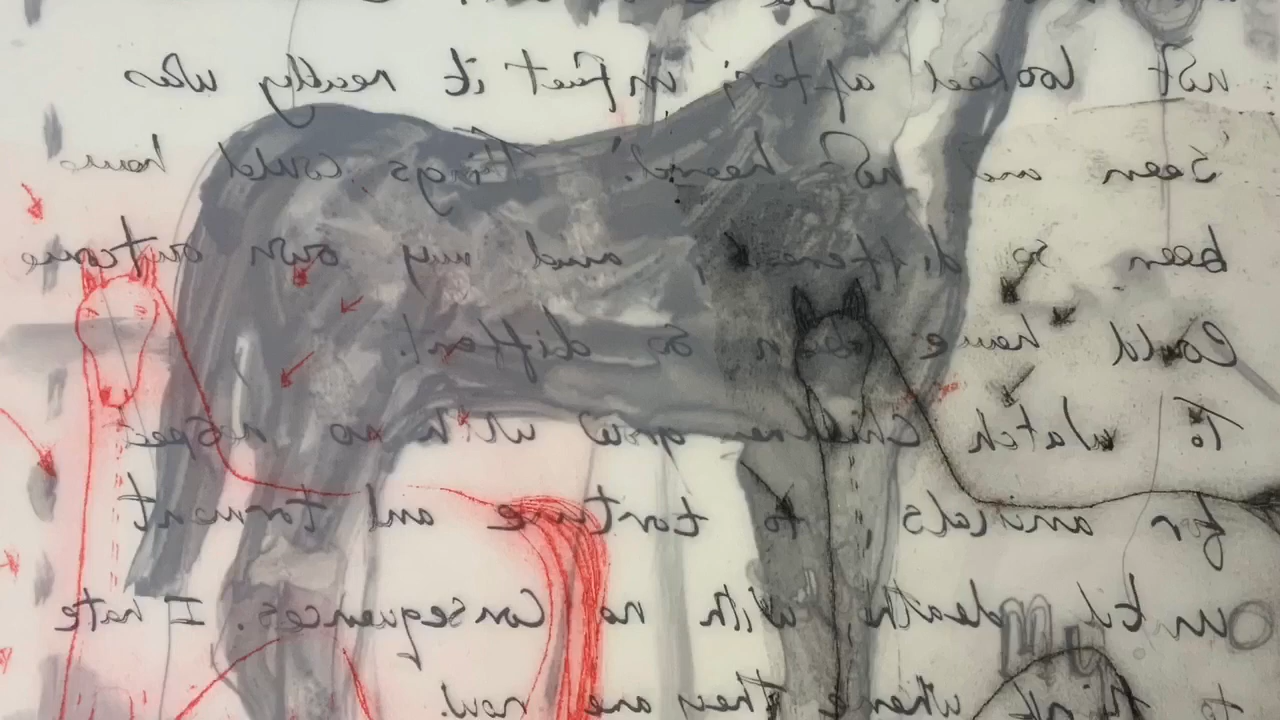 not looked after; in fact it really was
'seen and not heard'. things could have
been so different, and my own outcome
Could have been so different.
To watch children grow with no respect
for animals, to torture and torment
until death, with no consequences. I hate
to think where they are now.